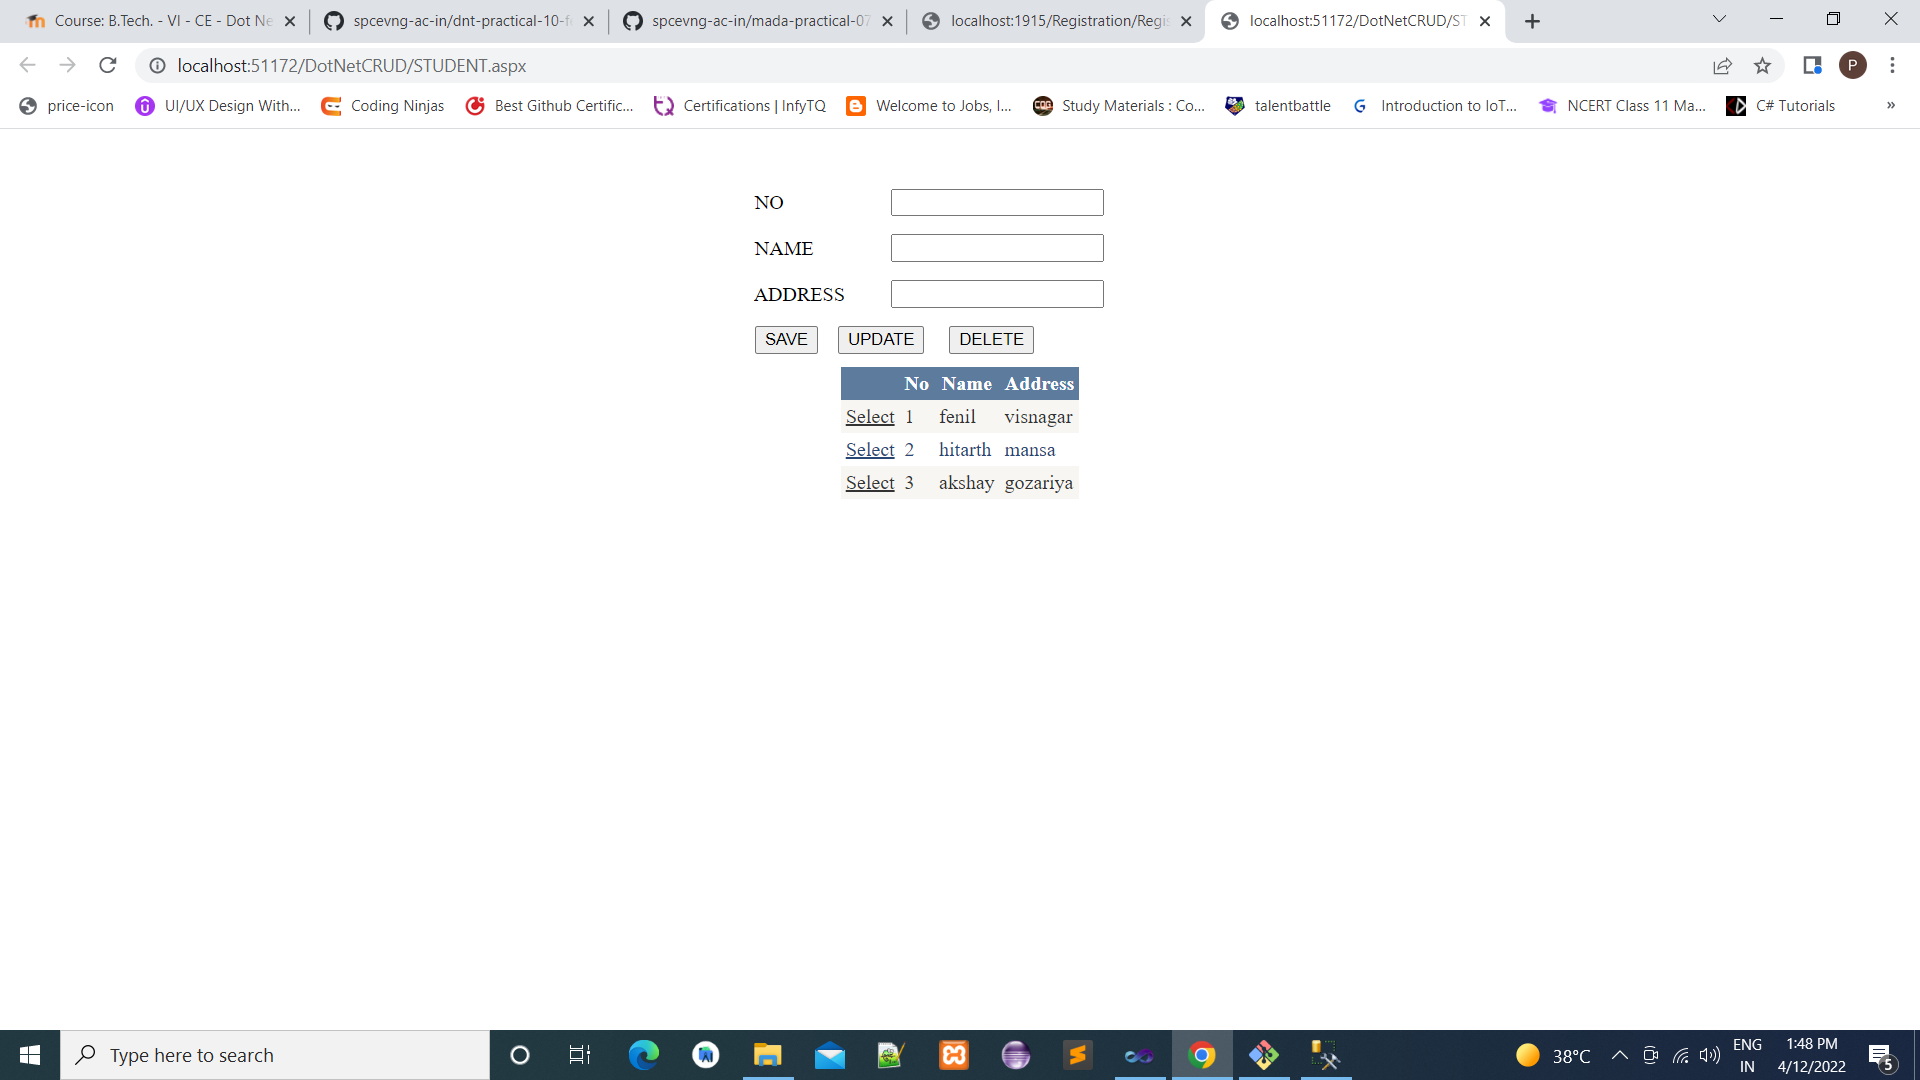 Course: B.Tech. - VI - CE - Dot Ne
spcevng-ac-in/dnt-practical-10-fe
spcevng-ac-in/mada-practical-07
localhost:1915/Registration/Regis
localhost:51172/DotNetCRUD/ST
localhost:51172/DotNetCRUD/STUDENT.aspx
P
price-icon
UI/UX Design With...
Coding Ninjas
Best Github Certific...
Certifications | InfyTQ
Welcome to Jobs, I...
Study Materials : Co...
talentbattle
Introduction to IoT...
NCERT Class 11 Ma...
C# Tutorials
»
NO
NAME
ADDRESS
SAVE UPDATE DELETE
No Name Address
Select 1 fenil visnagar
Select 2 hitarth mansa
Select 3 akshay gozariya
Type here to search
38°C
ENG
IN
1:48 PM
4/12/2022
5